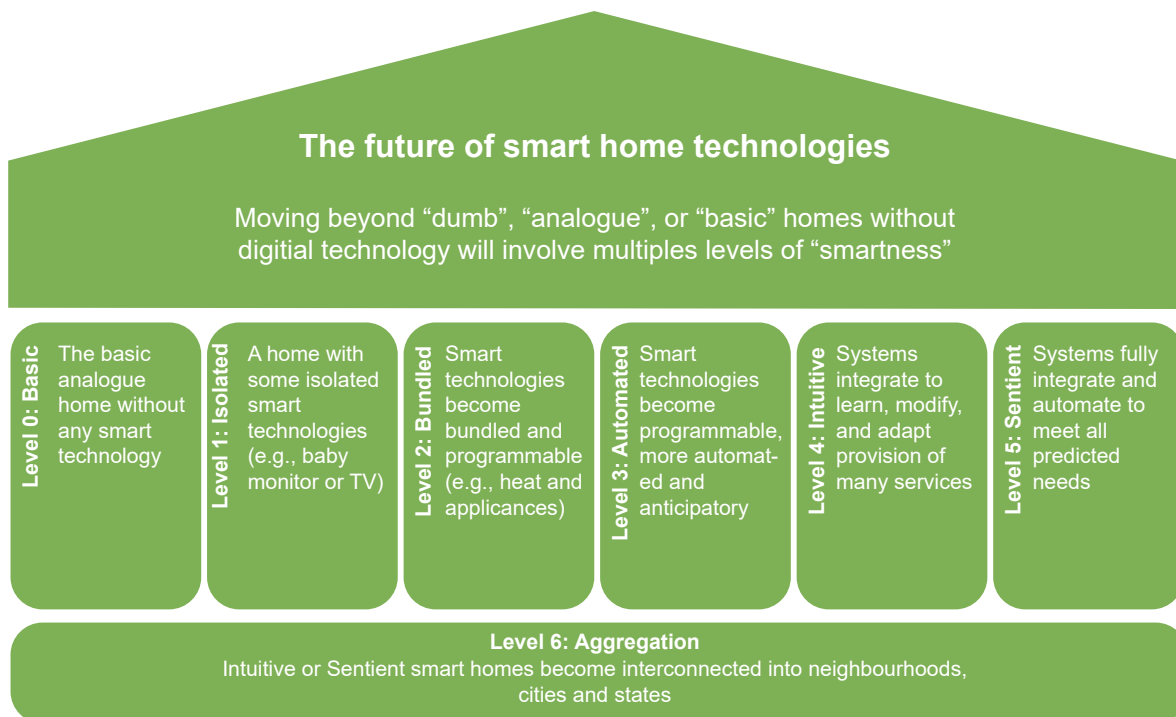 The future of smart home technologies
Moving beyond “dumb”, “analogue”, or “basic” homes without
digitial technology will involve multiples levels of “smartness”
Level 0: Basic
The basic
analogue
home without
any smart
technology
Level 1: Isolated
A home with
some isolated
smart
technologies
(e.g., baby
monitor or TV)
Level 2: Bundled
Smart
technologies
become
bundled and
programmable
(e.g., heat and
applicances)
Level 3: Automated
Smart
technologies
become
programmable,
more automat-
ed and
anticipatory
Level 4: Intuitive
Systems
integrate to
learn, modify,
and adapt
provision of
many services
Level 5: Sentient
Systems fully
integrate and
automate to
meet all
predicted
needs
Level 6: Aggregation
Intuitive or Sentient smart homes become interconnected into neighbourhoods,
cities and states